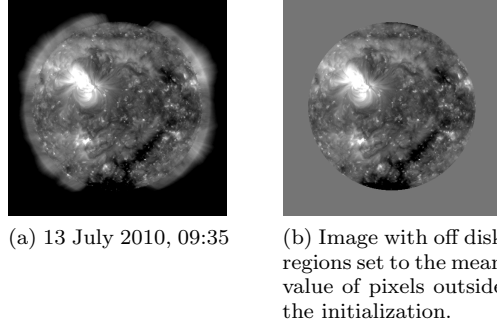 (a) 13 July 2010, 09:35
(b) Image with off disk
regions set to the mean
value of pixels outside
the initialization.